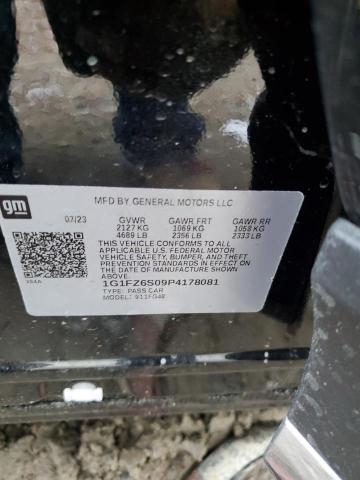 gm
MFD BY GENERAL MOTORS LLC
07/23 GVWR GAWR FRT GAWR RR
2127 KG 1069 KG 1058 KG
4689 LB 2356 LB 2333 LB
THIS VEHICLE CONFORMS TO ALL
APPLICABLE U.S. FEDERAL MOTOR
VEHICLE SAFETY, BUMPER, AND THEFT
PREVENTION STANDARDS IN EFFECT ON
THE DATE OF MANUFACTURE SHOWN
ABOVE.
1G1FZ6S09P4178081
TYPE: PASS CAR
MODEL: 911FG48